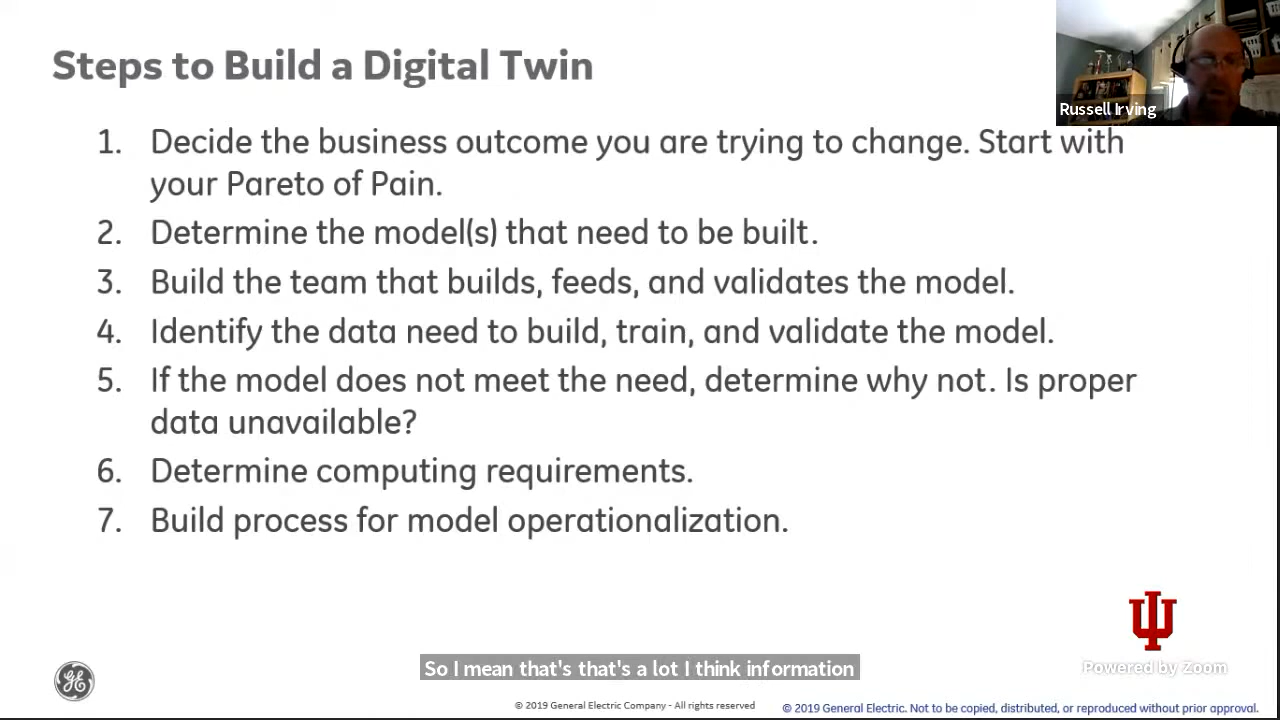 Steps to Build a Digital Twin
Russell Irving
1. Decide the business outcome you are trying to change. Start with
your Pareto of Pain.
2. Determine the model(s) that need to be built.
3. Build the team that builds, feeds, and validates the model.
4. Identify the data need to build, train, and validate the model.
5. If the model does not meet the need, determine why not. Is proper
data unavailable?
6. Determine computing requirements.
7. Build process for model operationalization.
So I mean that's that's a lot I think information
Powered by Zoom
GE
© 2019 General Electric Company - All rights reserved
© 2019 General Electric. Not to be copied, distributed, or reproduced without prior approval.